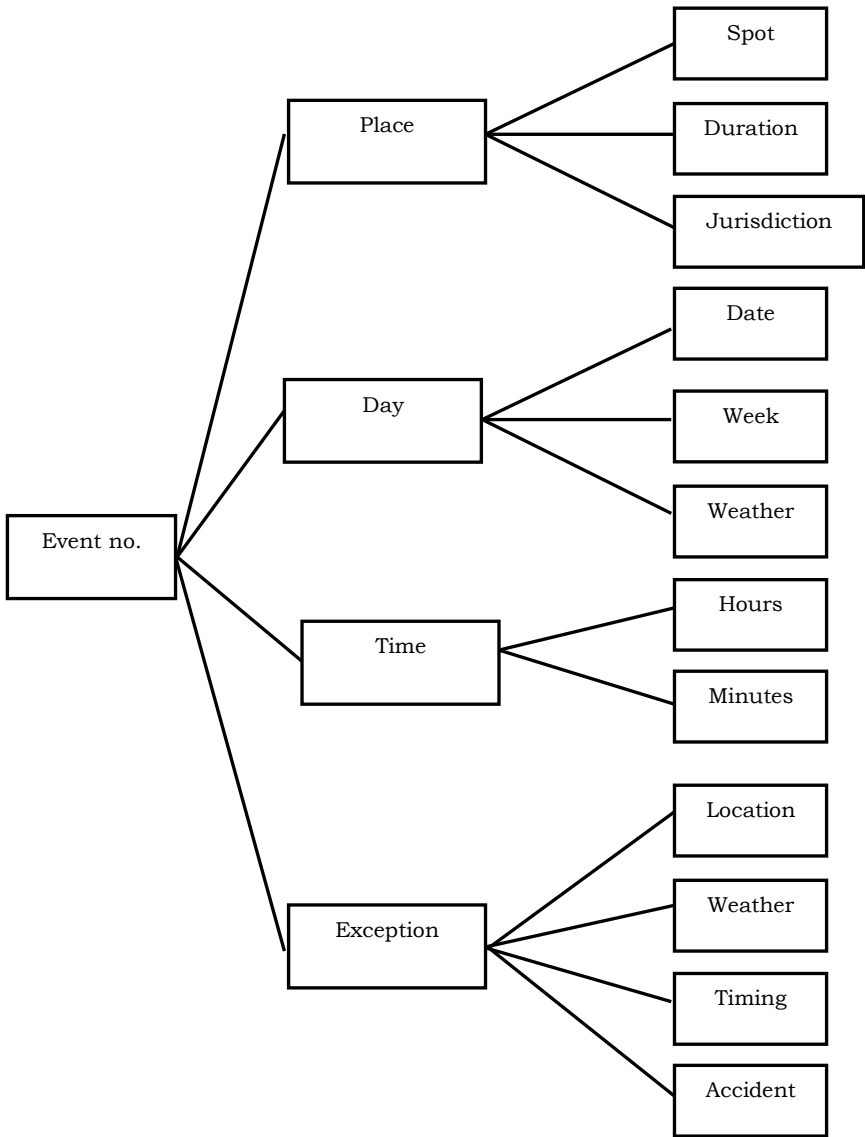 Spot
Place
Duration
Jurisdiction
Date
Day
Week
Weather
Event no.
Hours
Time
Minutes
Location
Weather
Exception
Timing
Accident